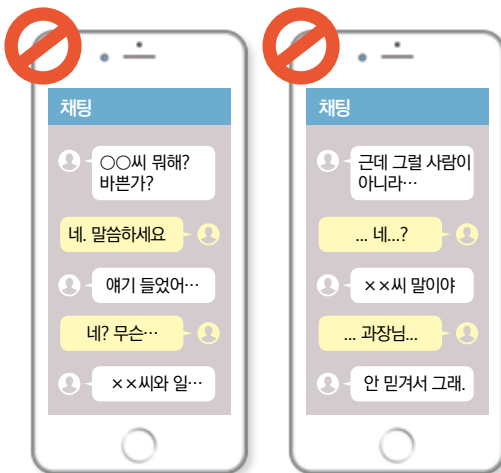 채팅
○○씨 뭐해?
바쁜가?
네. 말씀하세요
얘기 들었어…
네? 무슨…
××씨와 일…
채팅
근데 그럴 사람이
아니라…
... 네...?
××씨 말이야
... 과장님...
안 믿겨서 그래.